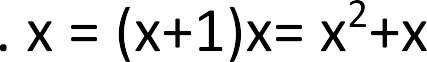 . x = (x+1)x= x²+x